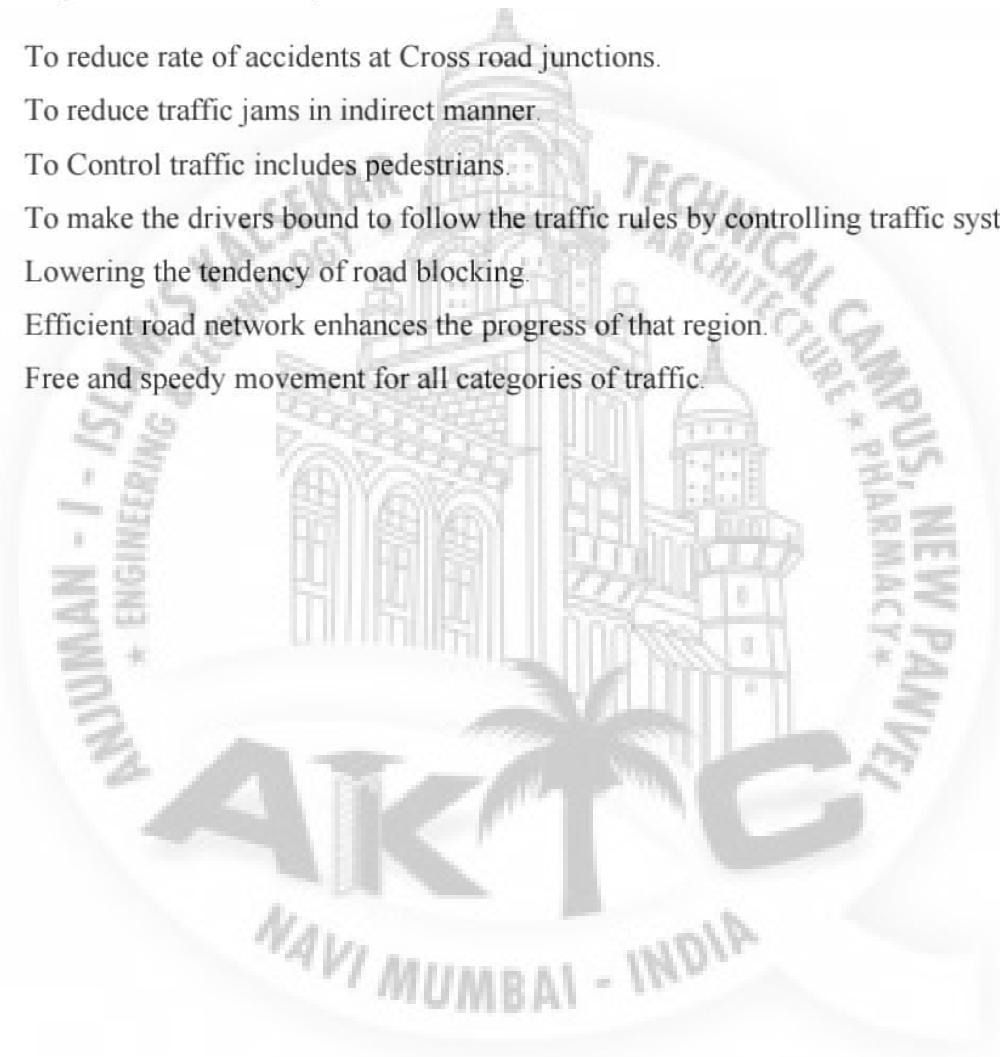 To reduce rate of accidents at Cross road junctions.
To reduce traffic jams in indirect manner.
To Control traffic includes pedestrians.
To make the drivers bound to follow the traffic rules by controlling traffic syst
Lowering the tendency of road blocking.
Efficient road network enhances the progress of that region.
Free and speedy movement for all categories of traffic.
ANJUMAN - I - ISLAM'S KALSEKAR TECHNICAL CAMPUS, NEW PANVEL
* ENGINEERING & TECHNOLOGY * ARCHITECTURE * PHARMACY *
AKTC
NAVI MUMBAI - INDIA